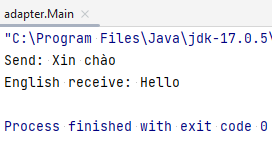 adapter.Main ×
"C:\Program Files\Java\jdk-17.0.5\
Send: Xin chào
English receive: Hello
Process finished with exit code 0